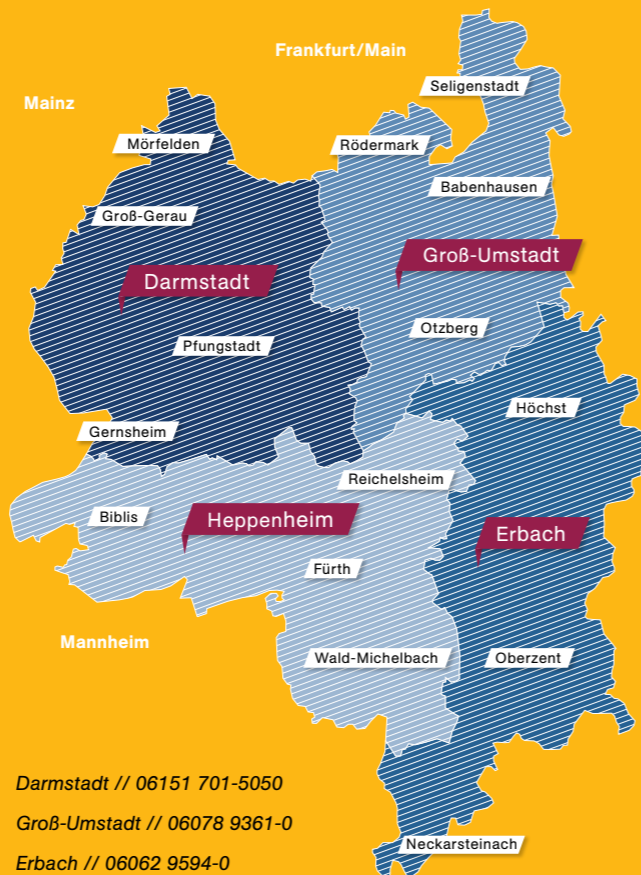 Frankfurt/Main
Seligenstadt
Mainz
Mörfelden
Rödermark
Babenhausen
Groß-Gerau
Groß-Umstadt
Darmstadt
Otzberg
Pfungstadt
Höchst
Gernsheim
Reichelsheim
Biblis
Heppenheim
Erbach
Fürth
Mannheim
Wald-Michelbach
Oberzent
Darmstadt // 06151 701-5050
Groß-Umstadt // 06078 9361-0
Neckarsteinach
Erbach // 06062 9594-0